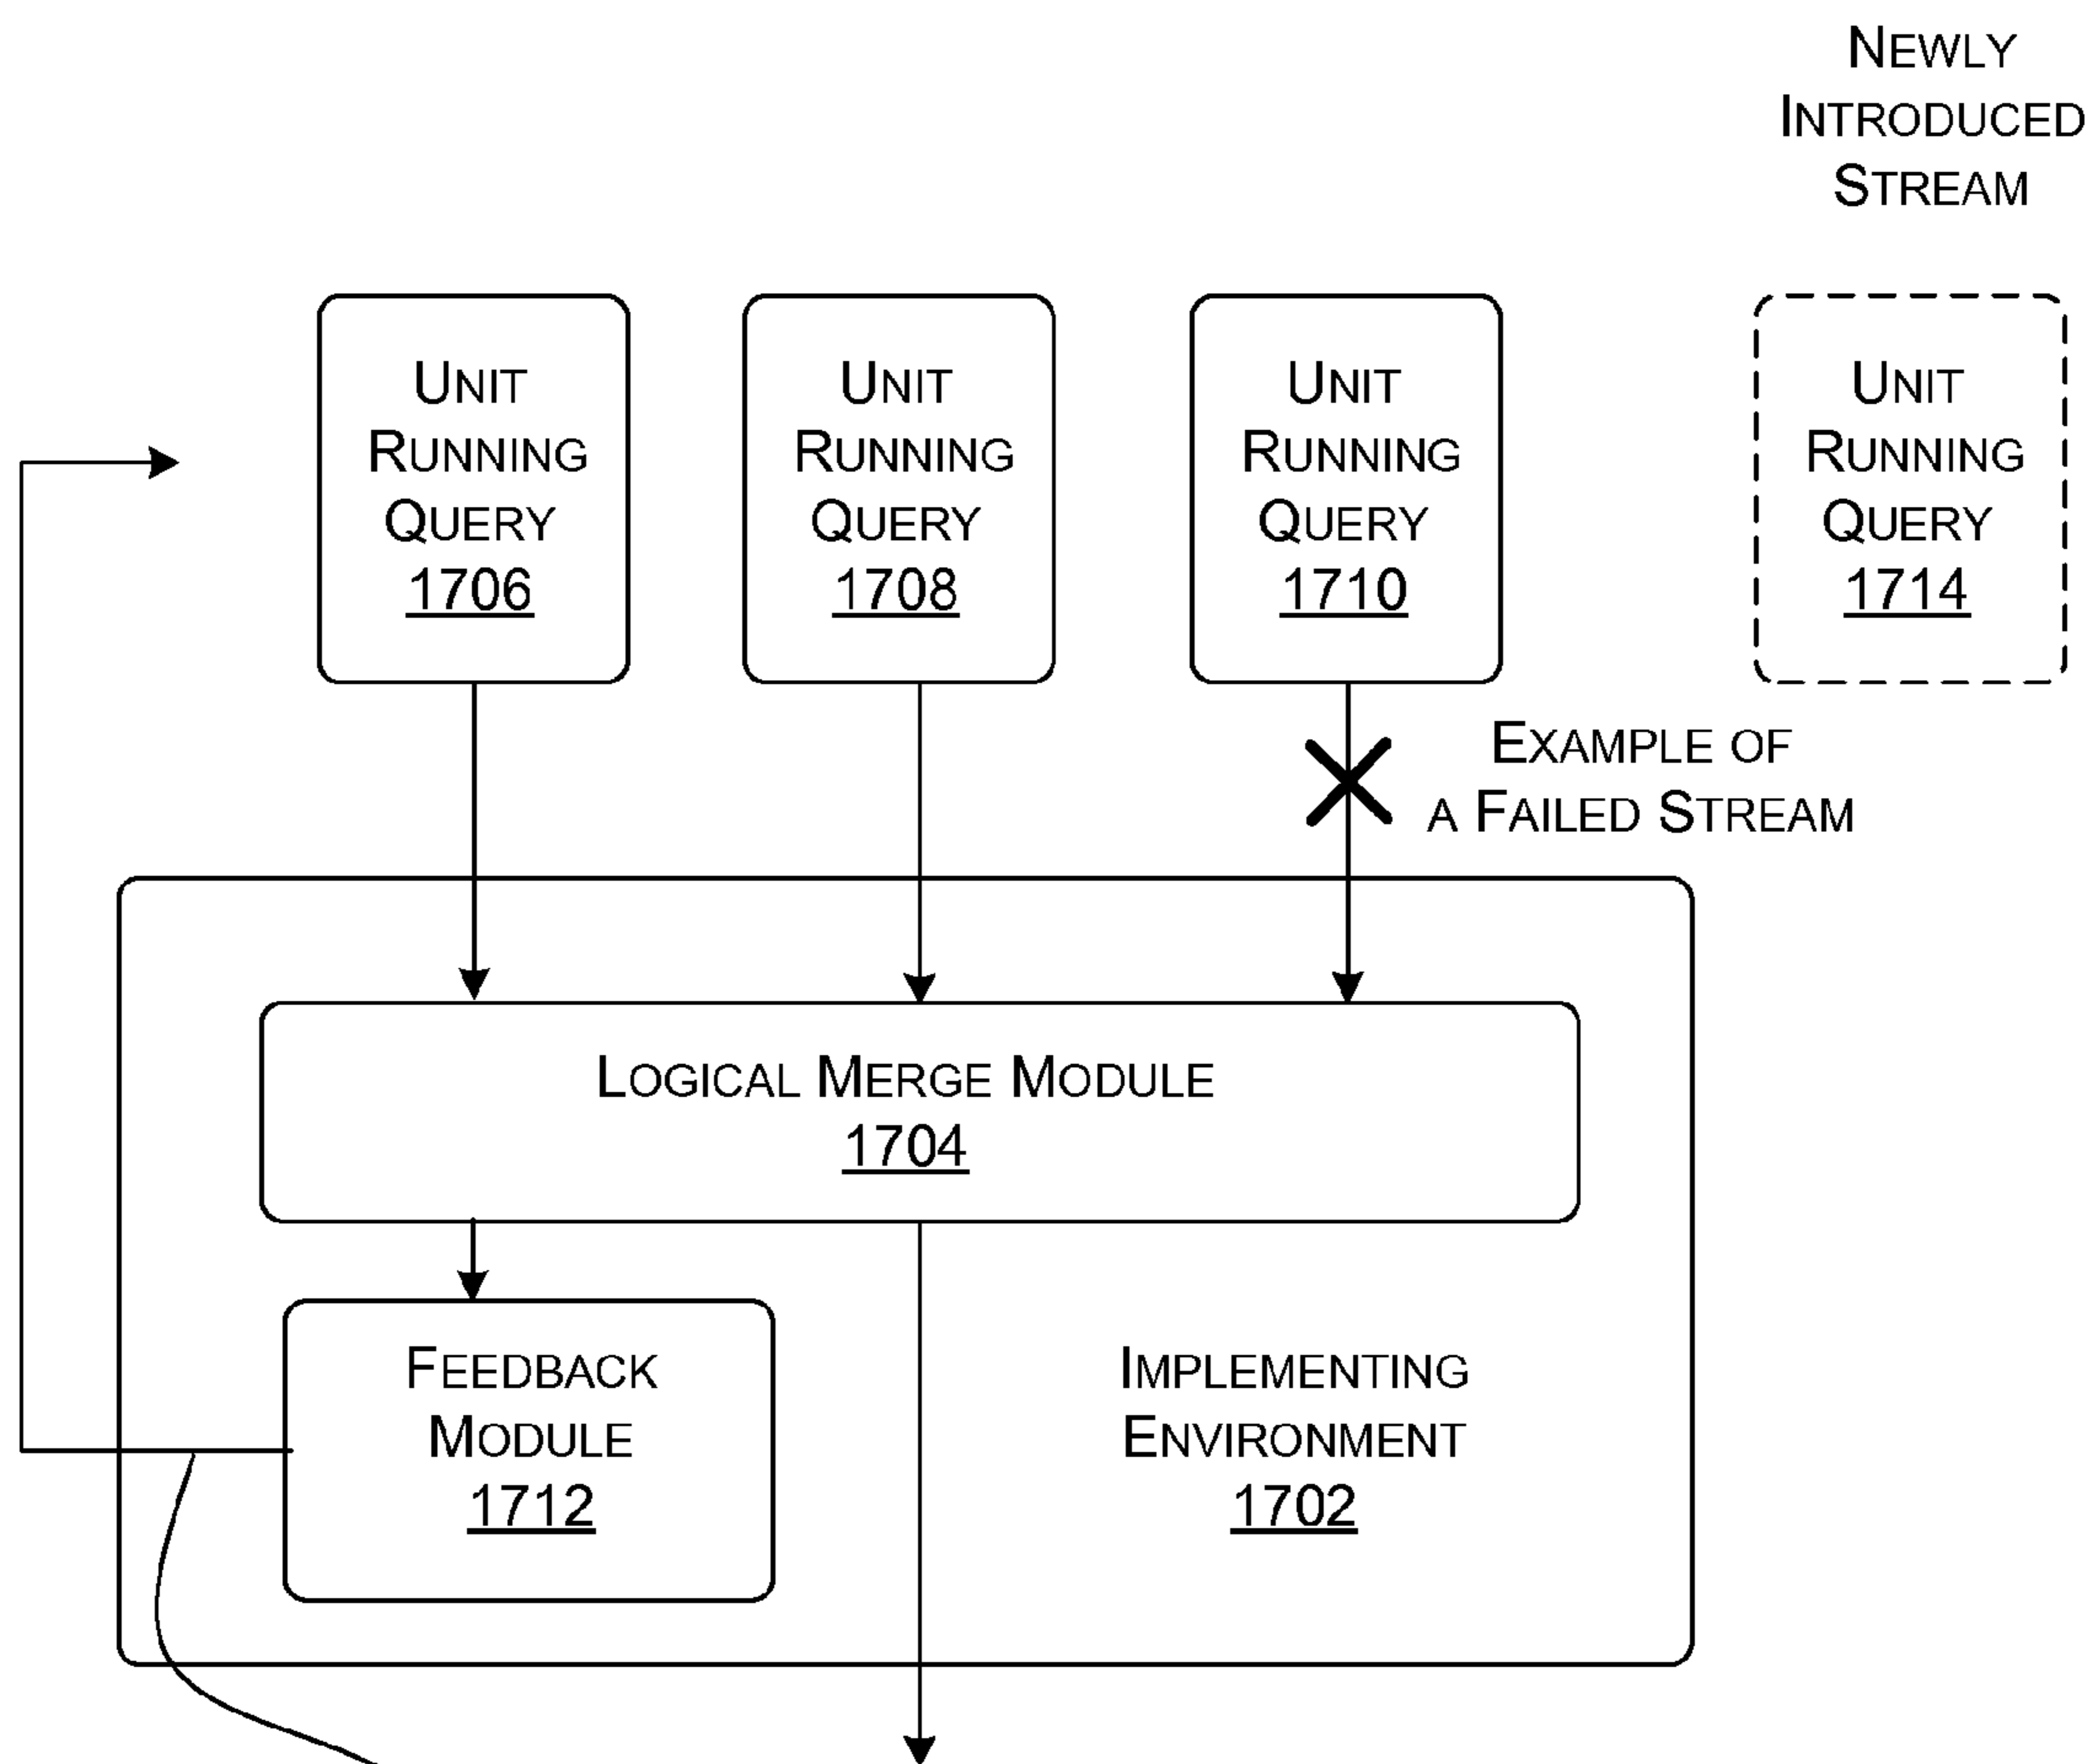 NEWLY
INTRODUCED
STREAM
UNIT
RUNNING
QUERY
1706
UNIT
RUNNING
QUERY
1708
UNIT
RUNNING
QUERY
1710
UNIT
RUNNING
QUERY
1714
EXAMPLE OF
A FAILED STREAM
LOGICAL MERGE MODULE
1704
FEEDBACK
MODULE
1712
IMPLEMENTING
ENVIRONMENT
1702